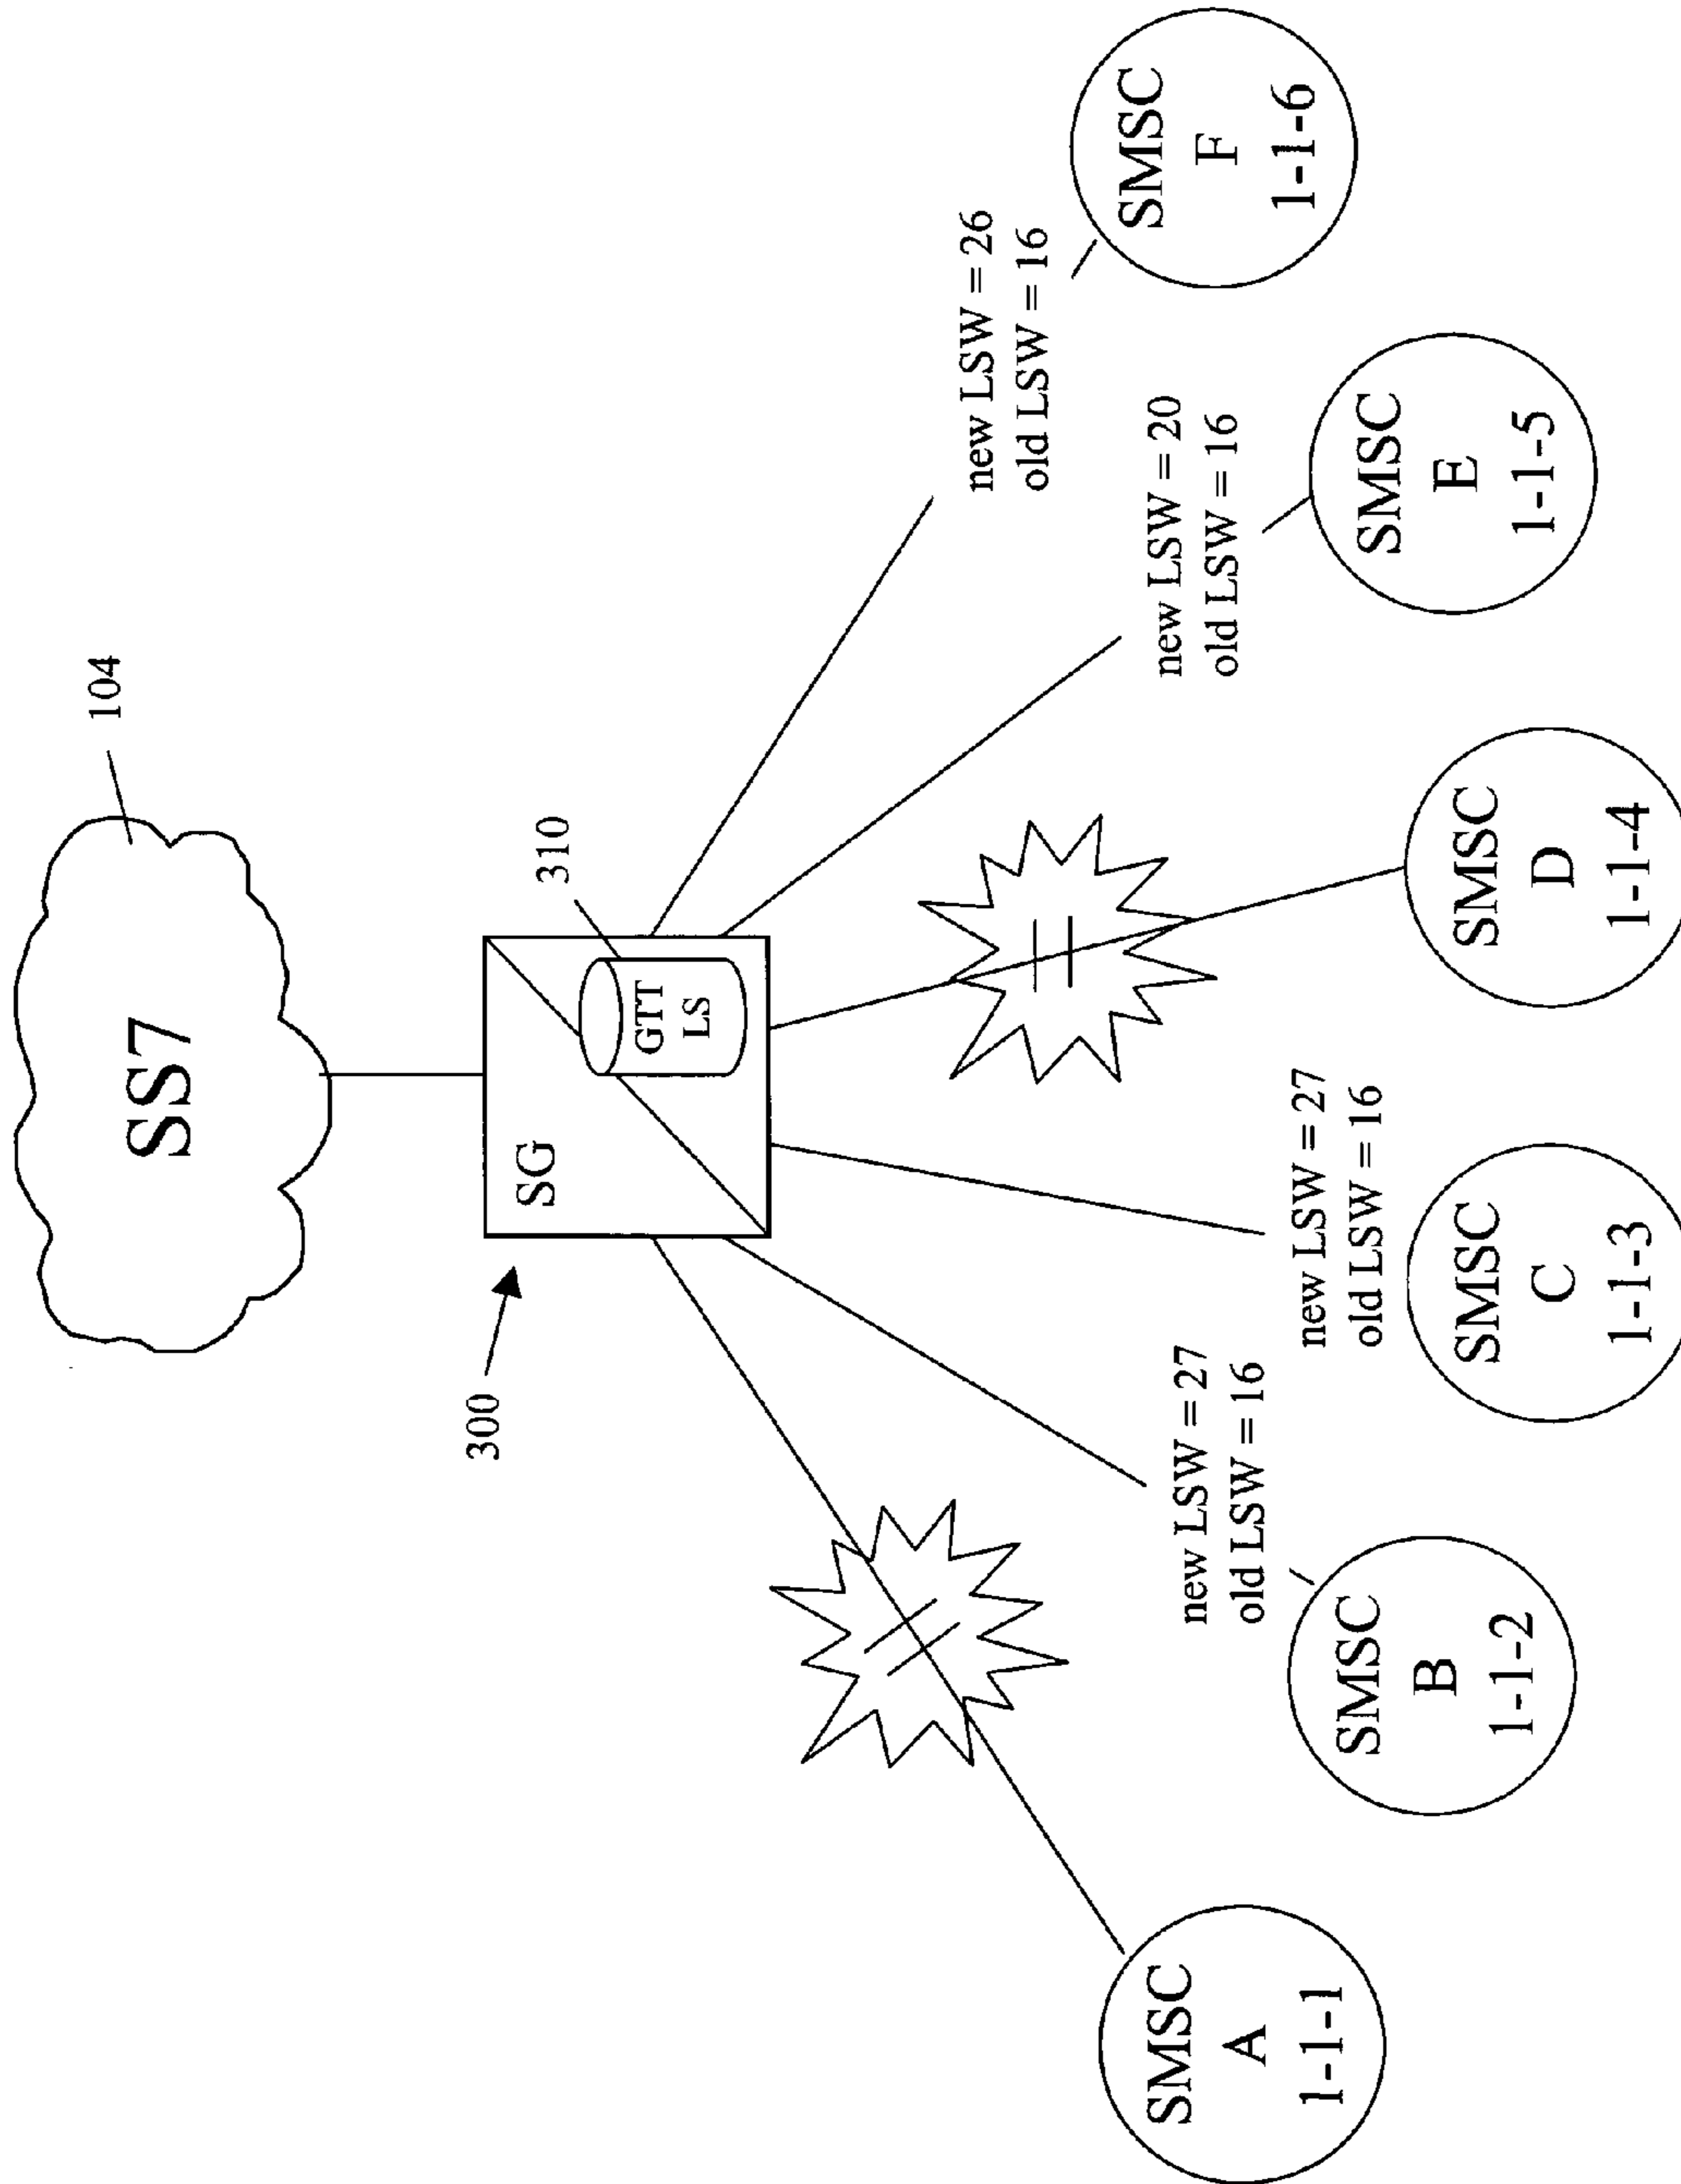 SS7
104
300
SG
GTT
LS
310
new LSW = 27
old LSW = 16
new LSW = 27
old LSW = 16
new LSW = 20
old LSW = 16
new LSW = 26
old LSW = 16
SMSC
A
1-1-1
SMSC
B
1-1-2
SMSC
C
1-1-3
SMSC
D
1-1-4
SMSC
E
1-1-5
SMSC
F
1-1-6